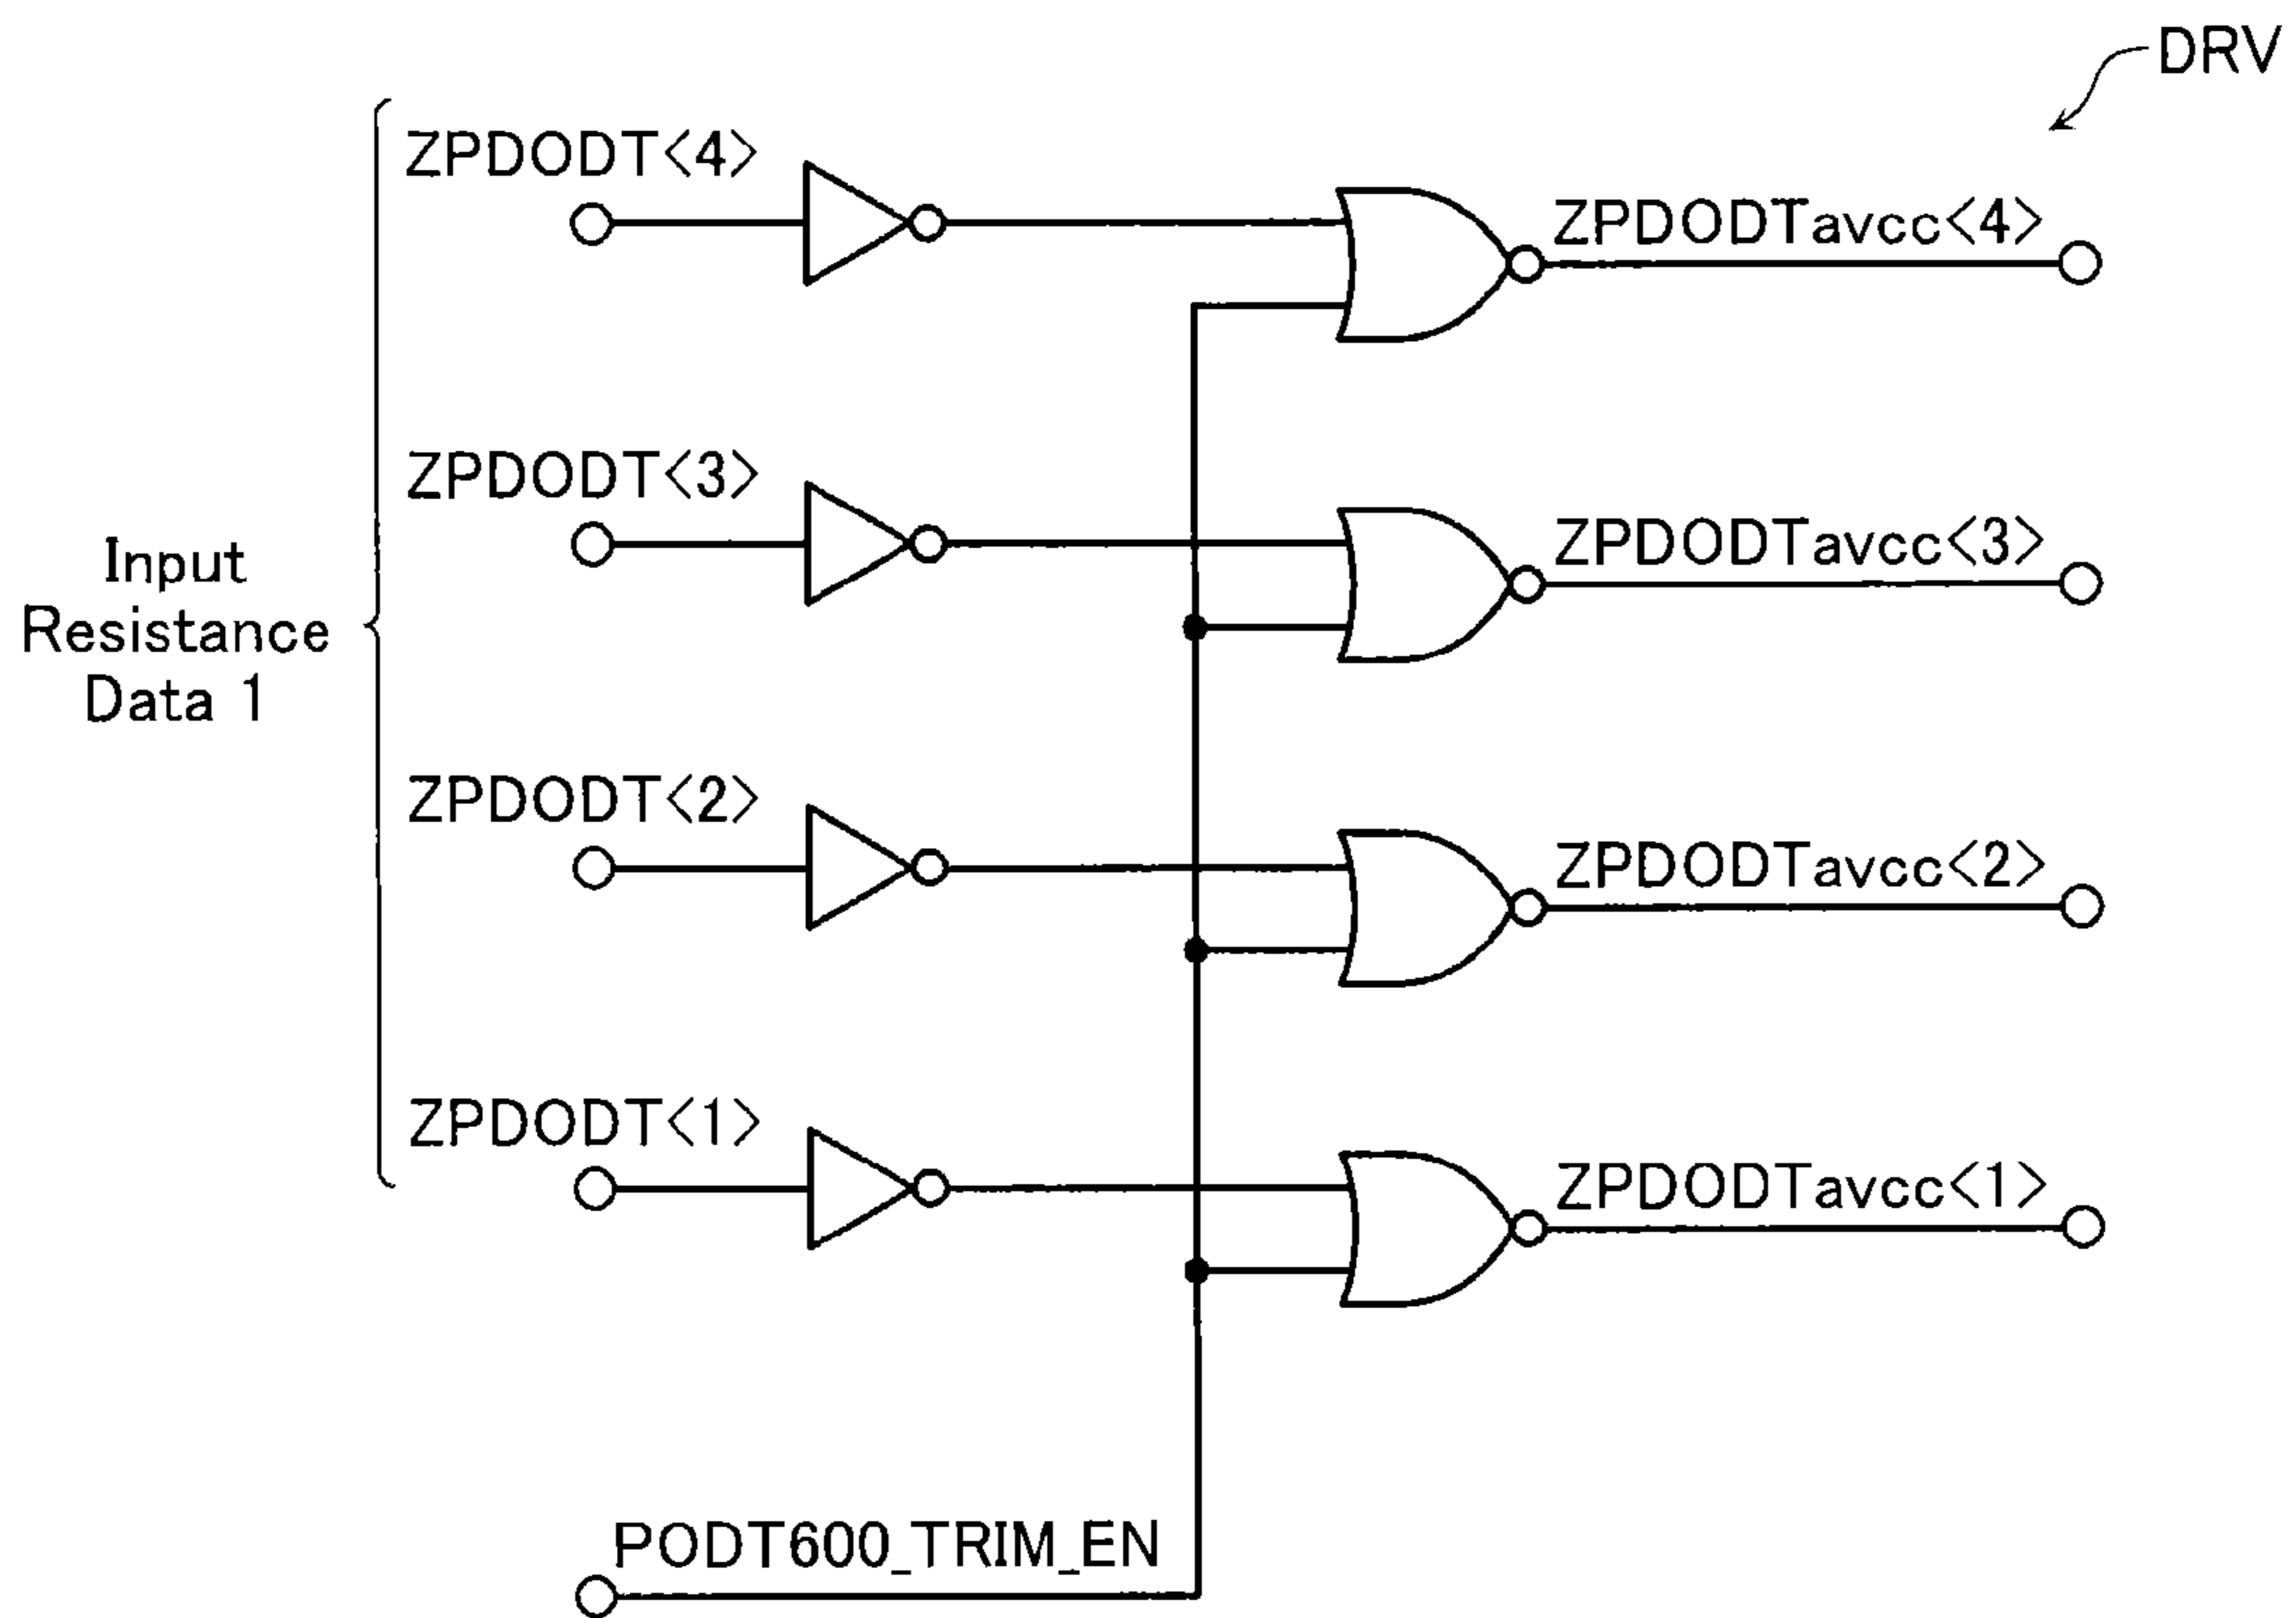 DRV
ZPDODT<4>
ZPDODTavcc<4>
ZPDODT<3>
ZPDODTavcc<3>
Input
Resistance
Data 1
ZPDODT<2>
ZPDODTavcc<2>
ZPDODT<1>
ZPDODTavcc<1>
PODT600_TRIM_EN